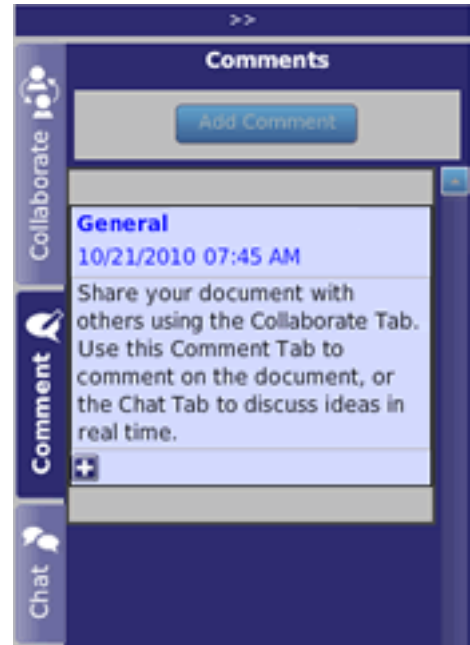 >>
Comments
Add Comment
General
10/21/2010 07:45 AM
Share your document with
others using the Collaborate Tab.
Use this Comment Tab to
comment on the document, or
the Chat Tab to discuss ideas in
real time.
Collaborate
Comment
Chat